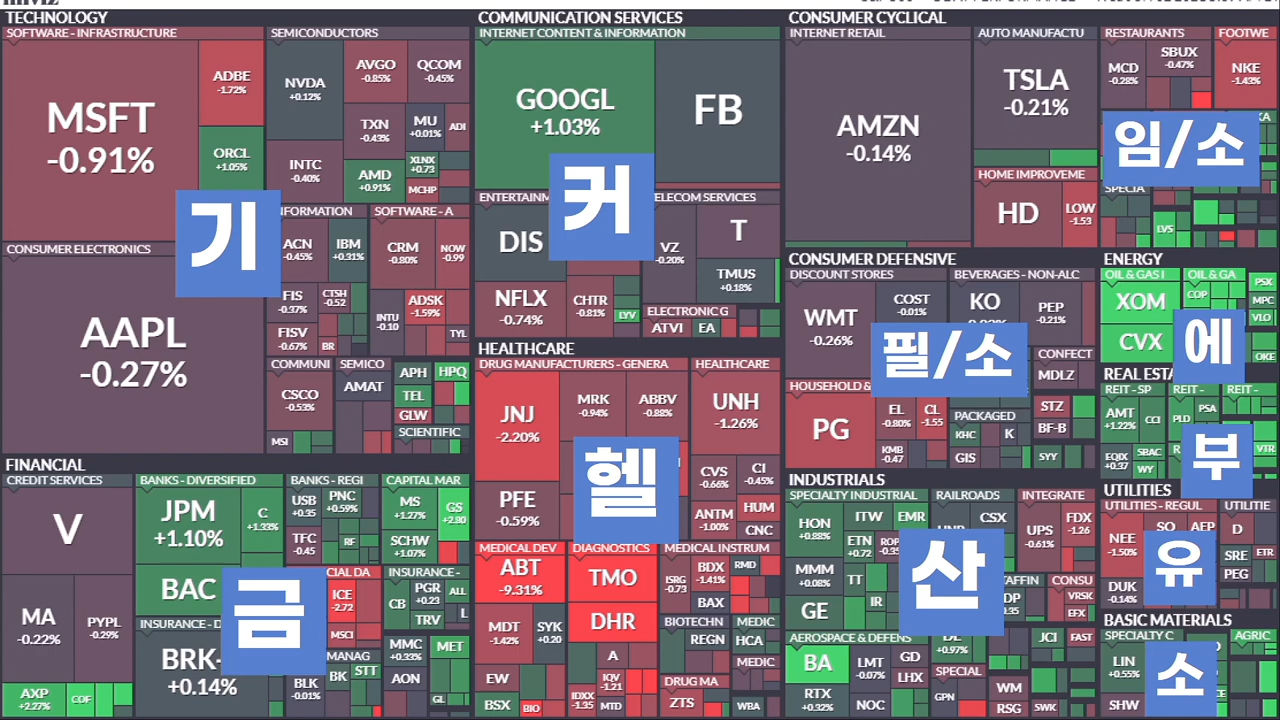 TECHNOLOGY
SOFTWARE - INFRASTRUCTURE
MSFT
-0.91%
ADBE
-1.72%
ORCL
+1.05%
SEMICONDUCTORS
NVDA
+0.12%
AVGO
-0.85%
QCOM
-0.45%
TXN
-0.43%
MU
+0.01%
ADI
INTC
-0.40%
AMD
+0.91%
XLNX
+0.73
MCHP
기
CONSUMER ELECTRONICS
AAPL
-0.27%
ACN
-0.45%
IBM
+0.31%
FIS
-0.37%
CTSH
-0.52
FISV
-0.67%
BR
SOFTWARE - A
CRM
-0.80%
NOW
-0.99
INTU
-0.10
ADSK
-1.59%
TYL
COMMUNI
CSCO
-0.53%
MSI
SEMICO
AMAT
APH
HPQ
TEL
GLW
SCIENTIFIC
COMMUNICATION SERVICES
INTERNET CONTENT & INFORMATION
GOOGL
+1.03%
FB
커
DIS
NFLX
-0.74%
CHTR
-0.81%
LYV
VZ
-0.20%
T
TMUS
+0.18%
ELECTRONIC G
ATVI
EA
CONSUMER CYCLICAL
INTERNET RETAIL
AMZN
-0.14%
AUTO MANUFACTU
TSLA
-0.21%
HOME IMPROVEME
HD
LOW
-1.53
RESTAURANTS
MCD
-0.28%
SBUX
-0.47%
FOOTWE
NKE
-1.43%
임/소
LVS
CONSUMER DEFENSIVE
DISCOUNT STORES
WMT
-0.26%
COST
-0.01%
BEVERAGES - NON-ALC
KO
PEP
-0.21%
필/소
CONFECT
MDLZ
HOUSEHOLD &
PG
EL
-0.80%
CL
-1.55
KMB
-0.47
PACKAGED
KHC
K
GIS
STZ
BF-B
SYY
ENERGY
OIL & GAS I
XOM
CVX
OIL & GA
COP
PSX
MPC
VLO
OKE
에
REIT - SP
AMT
+1.22%
CCI
EQIX
+0.37
SBAC
WY
REIT -
PLD
PSA
REIT -
VTR
부
HEALTHCARE
DRUG MANUFACTURERS - GENERA
JNJ
-2.20%
MRK
-0.94%
ABBV
-0.88%
PFE
-0.59%
헬
HEALTHCARE
UNH
-1.26%
CVS
-0.66%
CI
-0.45%
ANTM
-1.00%
HUM
CNC
MEDICAL DEV
ABT
-9.31%
MDT
-1.42%
SYK
+0.20
EW
BSX
BIO
DIAGNOSTICS
TMO
DHR
A
IQV
-1.21
IDXX
-1.35
MTD
MEDICAL INSTRUM
ISRG
-0.73
BDX
-1.41%
RMD
BAX
BIOTECHN
REGN
MEDIC
HCA
MEDIC
DRUG MA
ZTS
WBA
FINANCIAL
CREDIT SERVICES
V
MA
-0.22%
PYPL
-0.29%
AXP
+2.27%
COF
BANKS - DIVERSIFIED
JPM
+1.10%
C
+1.33%
BAC
BRK-
+0.14%
BANKS - REGI
USB
+0.35
PNC
+0.59%
TFC
-0.45
RF
CAPITAL MAR
MS
+1.27%
GS
+2.80
SCHW
+1.07%
금
ICE
-2.72
MSCI
INSURANCE -
CB
PGR
+0.23
ALL
TRV
L
BLK
-0.01%
BK
STT
MMC
+0.33%
AON
MET
GL
INDUSTRIALS
SPECIALTY INDUSTRIAL
HON
+0.88%
ITW
EMR
ETN
+0.72
MMM
+0.08%
TT
GE
IR
RAILROADS
CSX
INTEGRATE
UPS
-0.61%
FDX
-1.26
산
CONSU
VRSK
EFX
AEROSPACE & DEFENS
BA
LMT
-0.07%
GD
RTX
+0.32%
NOC
LHX
+0.97%
SPECIAL
GPN
WM
RSG
JCI
FAST
SWK
UTILITIES
UTILITIES - REGUL
NEE
-1.50%
SO
AEP
DUK
-0.14%
UTILITIE
D
SRE
ETR
PEG
유
BASIC MATERIALS
SPECIALTY C
LIN
+0.55%
SHW
AGRIC
소